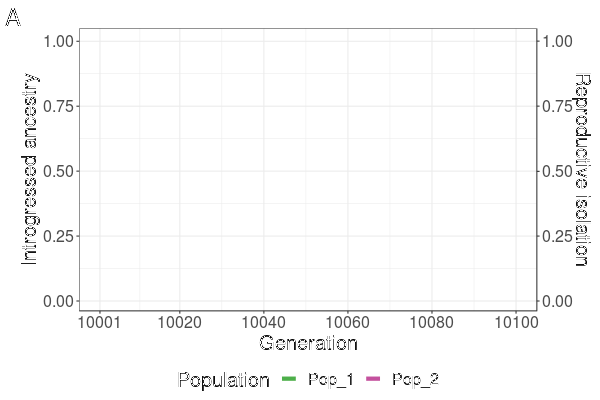 A
1.00
0.75
0.50
0.25
0.00
Introgressed ancestry
1.00
0.75
0.50
0.25
0.00
Reproductive isolation
10001 10020 10040 10060 10080 10100
Generation
Population Pop_1 Pop_2